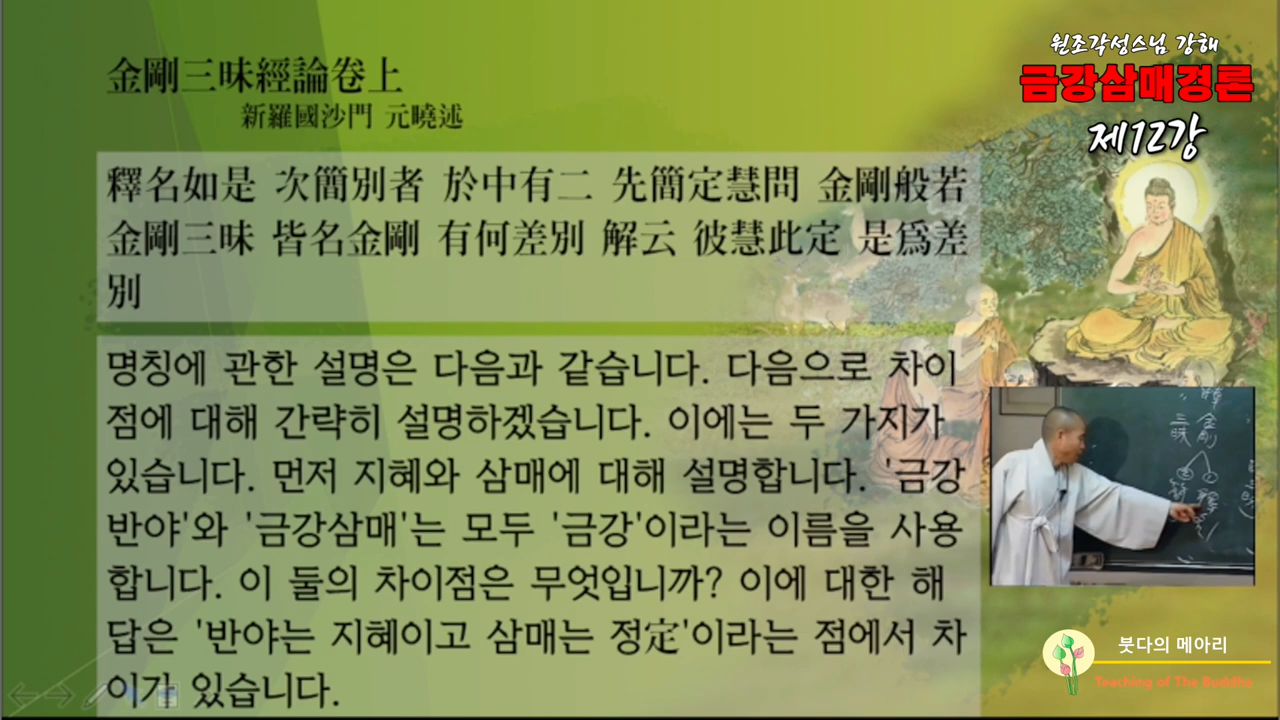 金剛三昧經論卷上
新羅國沙門 元曉述
釋名如是 次簡別者 於中有二 先簡定慧問 金剛般若
金剛三昧 皆名金剛 有何差別 解云 彼慧此定 是爲差
別
명칭에 관한 설명은 다음과 같습니다. 다음으로 차이
점에 대해 간략히 설명하겠습니다. 이에는 두 가지가
있습니다. 먼저 지혜와 삼매에 대해 설명합니다. '금강
반야'와 '금강삼매'는 모두 '금강'이라는 이름을 사용
합니다. 이 둘의 차이점은 무엇입니까? 이에 대한 해
답은 '반야는 지혜이고 삼매는 정定'이라는 점에서 차
이가 있습니다.
원조각성스님 강해
금강삼매경론
제12강
釋金剛
三昧
붓다의 메아리
Teaching of The Buddha